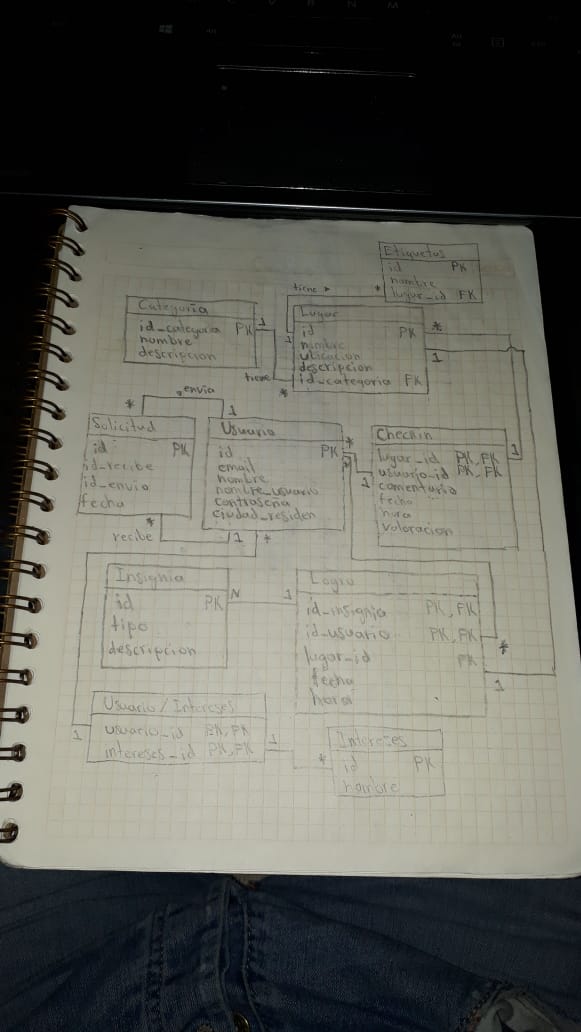 Etiquetas
id PK
nombre
lugar_id FK
tiene
*
Categoria
id_categoria PK
nombre
descripcion
1
tiene
*
Lugar
id PK
nombre
ubicacion
descripcion
id_categoria FK
1
*
1
envia
*
1
Solicitud
id PK
id_recibe
id_envio
fecha
*
recibe
Usuario
id PK
email
nombre
nombre_usuario
contraseña
ciudad_residen
*
*
1
*
Checkin
lugar_id PK, FK
usuario_id PK, FK
comentario
fecha
hora
valoracion
1
1
Insignia
id PK
tipo
descripcion
N
1
Logro
id_insignia PK, FK
id_usuario PK, FK
lugar_id PK
fecha
hora
*
1
Usuario / Intereses
usuario_id PK, FK
intereses_id PK, FK
1
1
*
Intereses
id PK
nombre